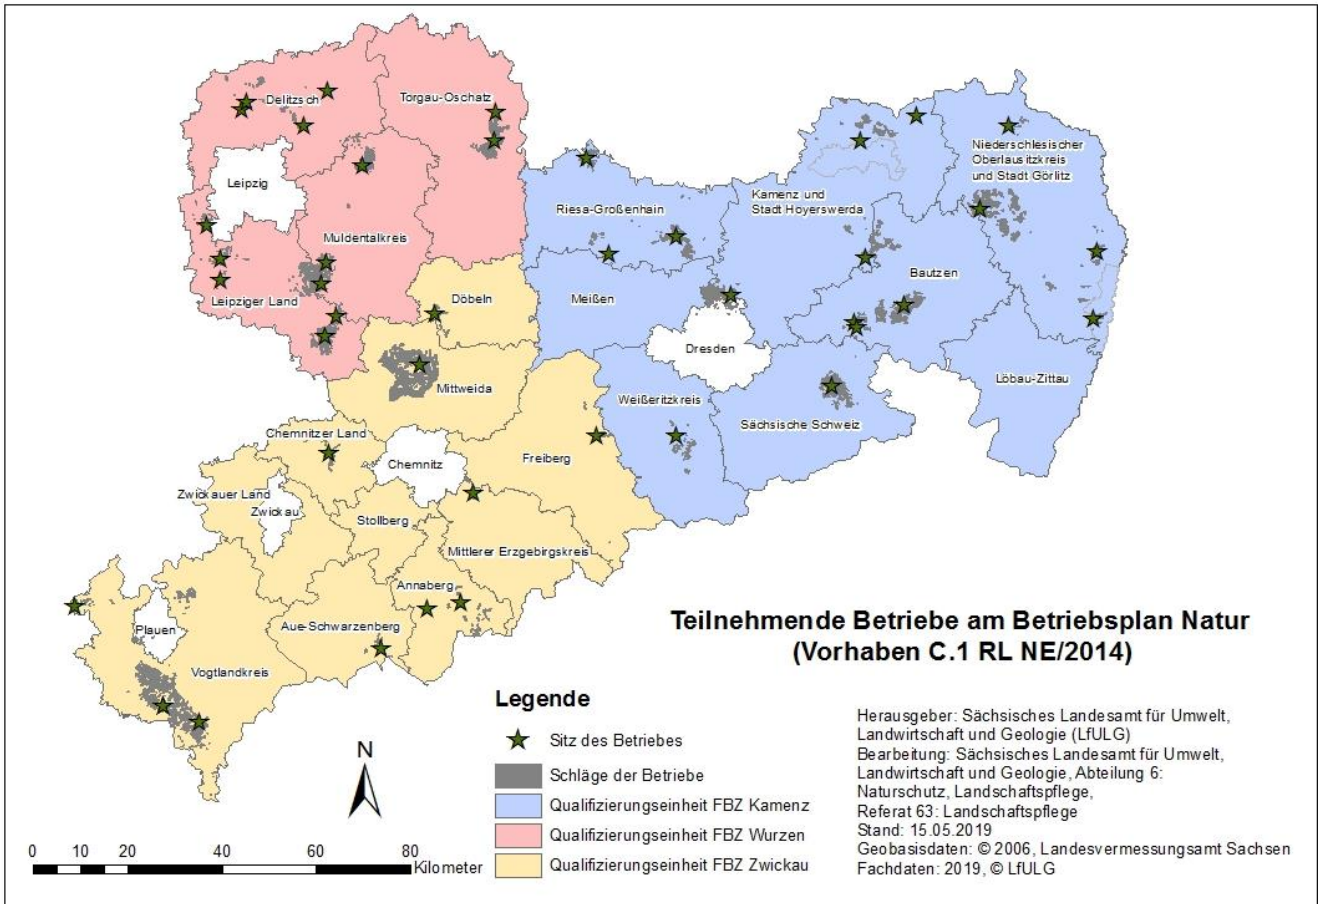 Delitzsch
Torgau-Oschatz
Leipzig
Muldentalkreis
Leipziger Land
Döbeln
Niederschlesischer
Oberlausitzkreis
und Stadt Görlitz
Kamenz und
Stadt Hoyerswerda
Riesa-Großenhain
Bautzen
Meißen
Dresden
Löbau-Zittau
Mittweida
Weißeritzkreis
Sächsische Schweiz
Chemnitzer Land
Chemnitz
Freiberg
Zwickauer Land
Zwickau
Stollberg
Mittlerer Erzgebirgskreis
Annaberg
Aue-Schwarzenberg
Plauen
Vogtlandkreis
Teilnehmende Betriebe am Betriebsplan Natur
(Vorhaben C.1 RL NE/2014)
Legende
Sitz des Betriebes
Schläge der Betriebe
Qualifizierungseinheit FBZ Kamenz
Qualifizierungseinheit FBZ Wurzen
Qualifizierungseinheit FBZ Zwickau
N
0 10 20 40 60 80
Kilometer
Herausgeber: Sächsisches Landesamt für Umwelt,
Landwirtschaft und Geologie (LfULG)
Bearbeitung: Sächsisches Landesamt für Umwelt,
Landwirtschaft und Geologie, Abteilung 6:
Naturschutz, Landschaftspflege,
Referat 63: Landschaftspflege
Stand: 15.05.2019
Geobasisdaten: © 2006, Landesvermessungsamt Sachsen
Fachdaten: 2019, © LfULG